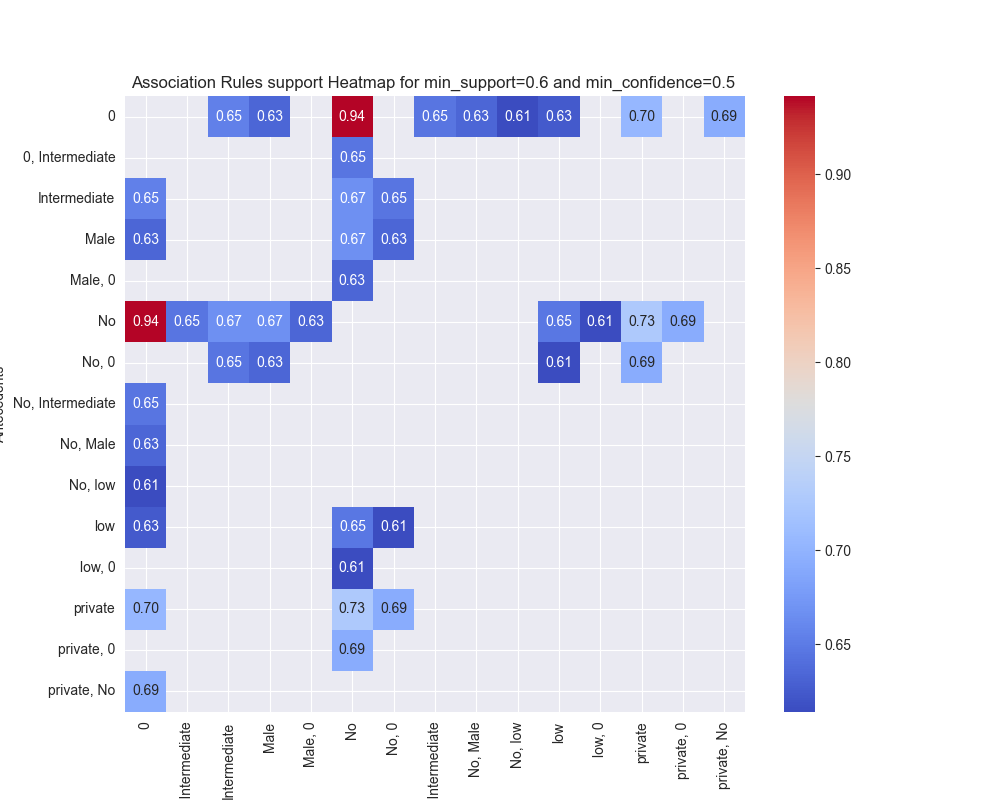 Association Rules support Heatmap for min_support=0.6 and min_confidence=0.5
0 0.65 0.63 0.94 0.65 0.63 0.61 0.63 0.70 0.69
0, Intermediate 0.65
Intermediate 0.65 0.67 0.65
Male 0.63 0.67 0.63
Male, 0 0.63
No 0.94 0.65 0.67 0.67 0.63 0.65 0.61 0.73 0.69
No, 0 0.65 0.63 0.61 0.69
No, Intermediate 0.65
No, Male 0.63
No, low 0.61
low 0.63 0.65 0.61
low, 0 0.61
private 0.70 0.73 0.69
private, 0 0.69
private, No 0.69
0
Intermediate
Intermediate
Male
Male, 0
No
No, 0
Intermediate
No, Male
No, low
low
low, 0
private
private, 0
private, No
0.90
0.85
0.80
0.75
0.70
0.65